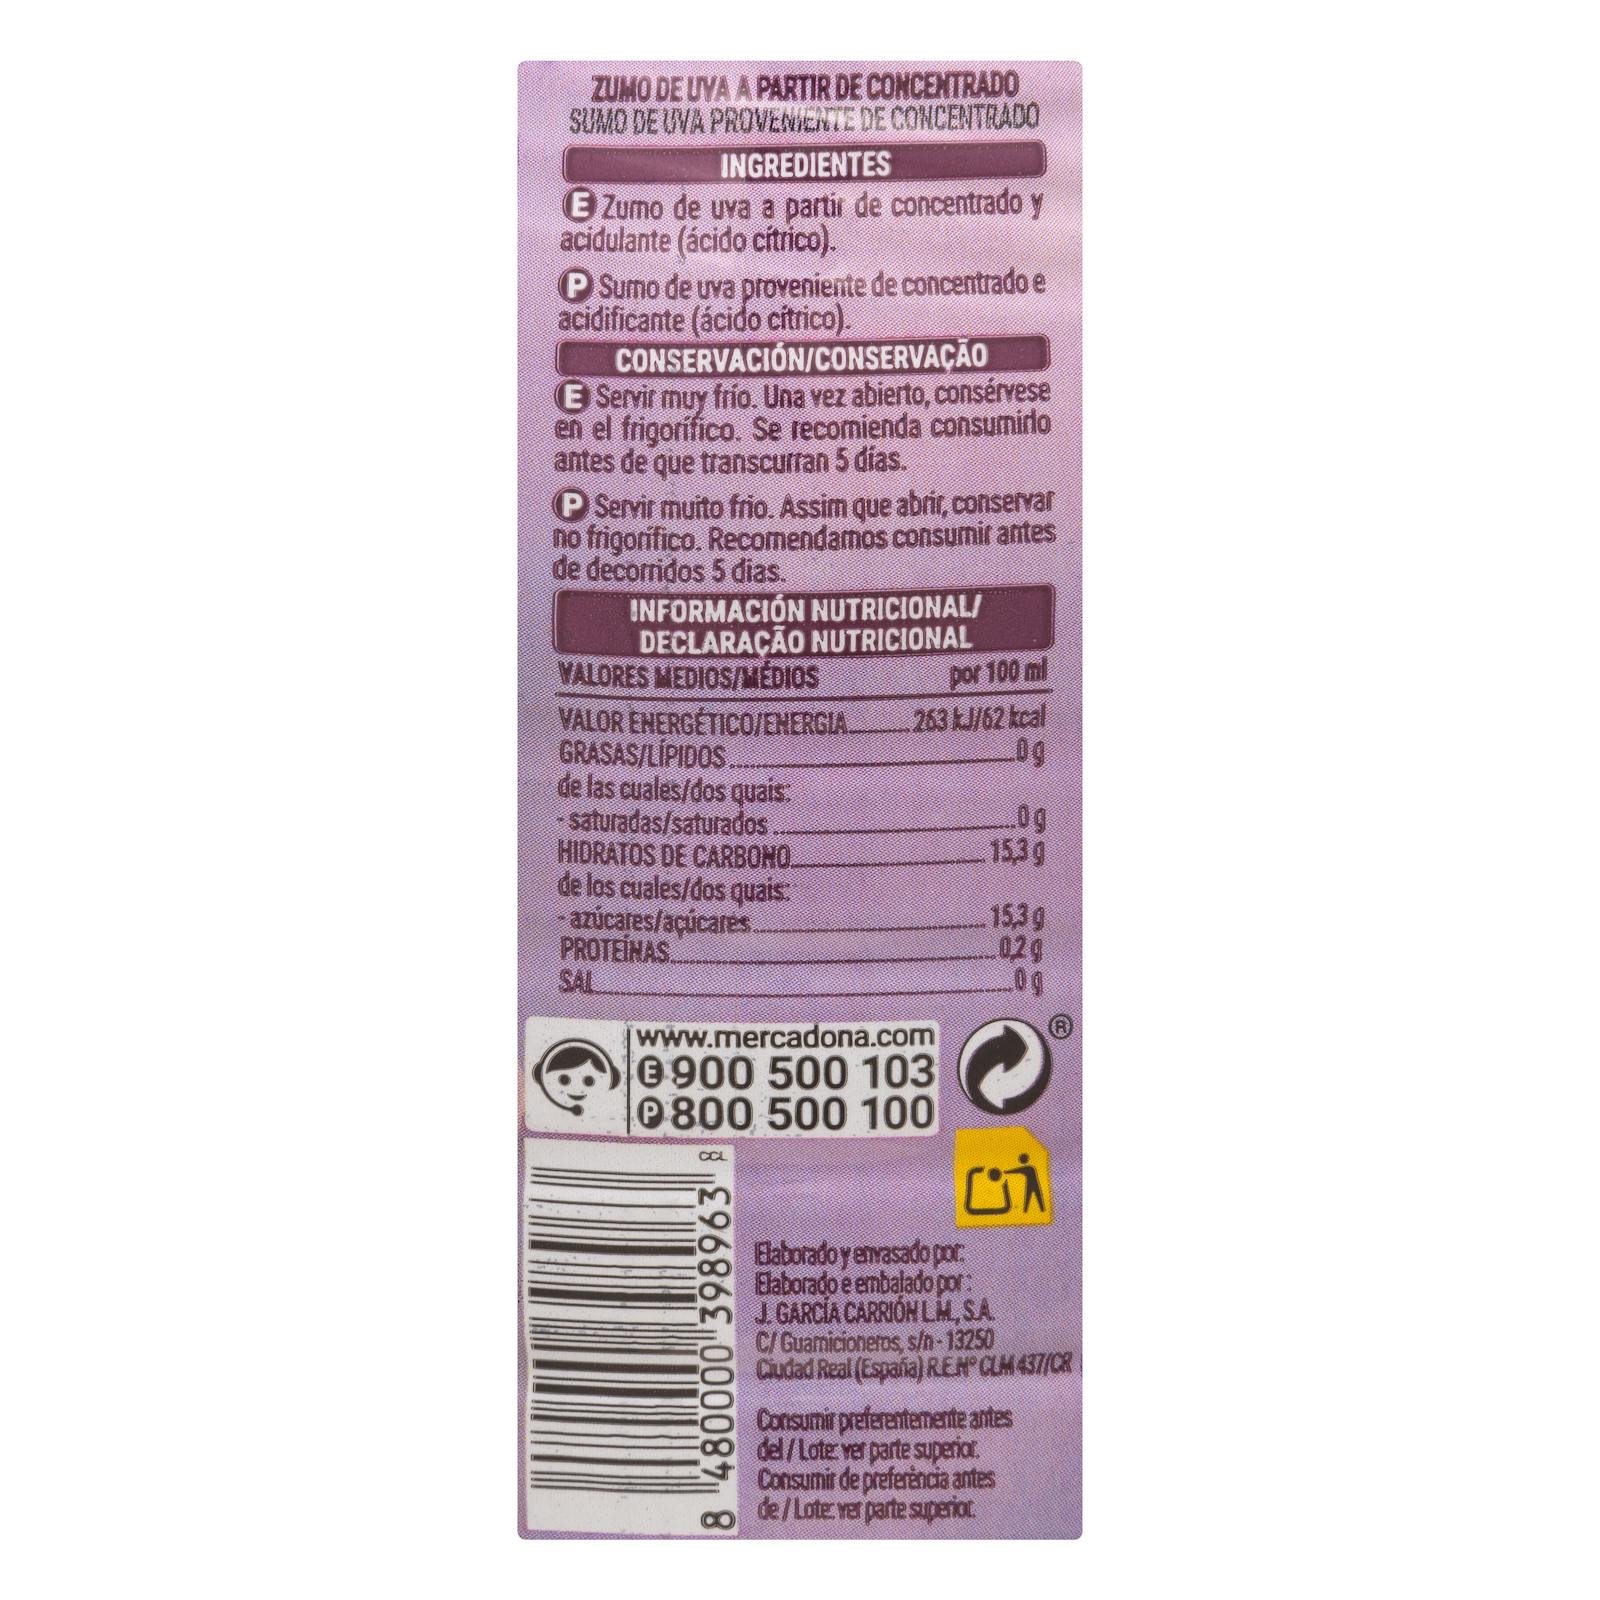 ZUMO DE UVA A PARTIR DE CONCENTRADO
SUMO DE UVA PROVENIENTE DE CONCENTRADO
INGREDIENTES
E Zumo de uva a partir de concentrado y
acidulante (ácido cítrico).
P Sumo de uva proveniente de concentrado e
acidificante (ácido cítrico).
CONSERVACIÓN/CONSERVAÇÃO
E Servir muy frío. Una vez abierto, consérvese
en el frigorífico. Se recomienda consumirlo
antes de que transcurran 5 días.
P Servir muito frio. Assim que abrir, conservar
no frigorífico. Recomendamos consumir antes
de decorridos 5 dias.
INFORMACIÓN NUTRICIONAL/
DECLARAÇÃO NUTRICIONAL
VALORES MEDIOS/MÉDIOS por 100 ml
VALOR ENERGÉTICO/ENERGIA 263 kJ/62 kcal
GRASAS/LÍPIDOS 0 g
de las cuales/dos quais:
- saturadas/saturados 0 g
HIDRATOS DE CARBONO 15,3 g
de los cuales/dos quais:
- azúcares/açúcares 15,3 g
PROTEÍNAS 0,2 g
SAL 0 g
www.mercadona.com
E 900 500 103
P 800 500 100
®
CCL
8 480000 398963
Elaborado y envasado por:
Elaborado e embalado por :
J. GARCÍA CARRIÓN L.M., S.A.
C/ Guarnicioneros, s/n - 13250
Ciudad Real (España) R.E.Nº CLM 437/CR
Consumir preferentemente antes
del / Lote: ver parte superior.
Consumir de preferência antes
de / Lote: ver parte superior.